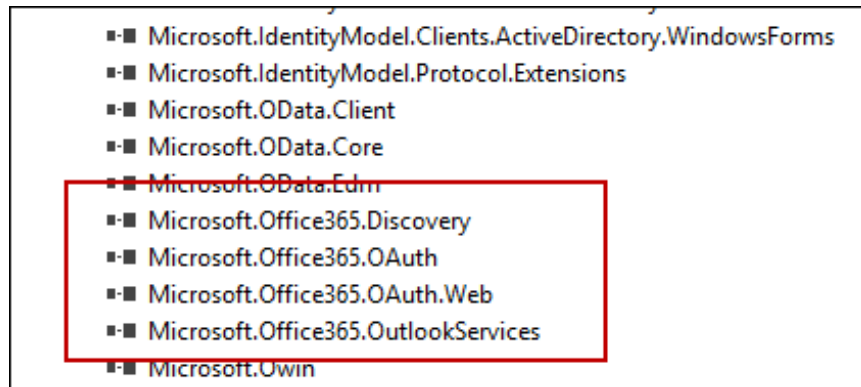 Microsoft.IdentityModel.Clients.ActiveDirectory.WindowsForms
Microsoft.IdentityModel.Protocol.Extensions
Microsoft.OData.Client
Microsoft.OData.Core
Microsoft.OData.Edm
Microsoft.Office365.Discovery
Microsoft.Office365.OAuth
Microsoft.Office365.OAuth.Web
Microsoft.Office365.OutlookServices
Microsoft.Owin